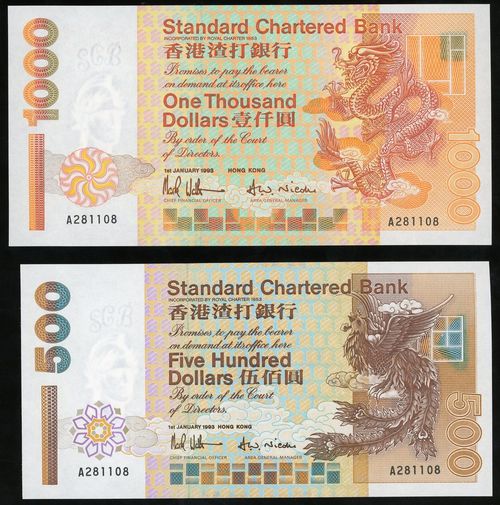 1000
SCB
Standard Chartered Bank
INCORPORATED BY ROYAL CHARTER 1853
香港渣打銀行
Promises to pay the bearer
on demand at its office here
One Thousand
Dollars 壹仟圓
By order of the Court
of Directors.
1st JANUARY 1993 HONG KONG
CHIEF FINANCIAL OFFICER AREA GENERAL MANAGER
A281108
A281108
1000
500
SCB
Standard Chartered Bank
INCORPORATED BY ROYAL CHARTER 1853
香港渣打銀行
Promises to pay the bearer
on demand at its office here
Five Hundred
Dollars 伍佰圓
By order of the Court
of Directors.
1st JANUARY 1993 HONG KONG
CHIEF FINANCIAL OFFICER AREA GENERAL MANAGER
A281108
A281108
500